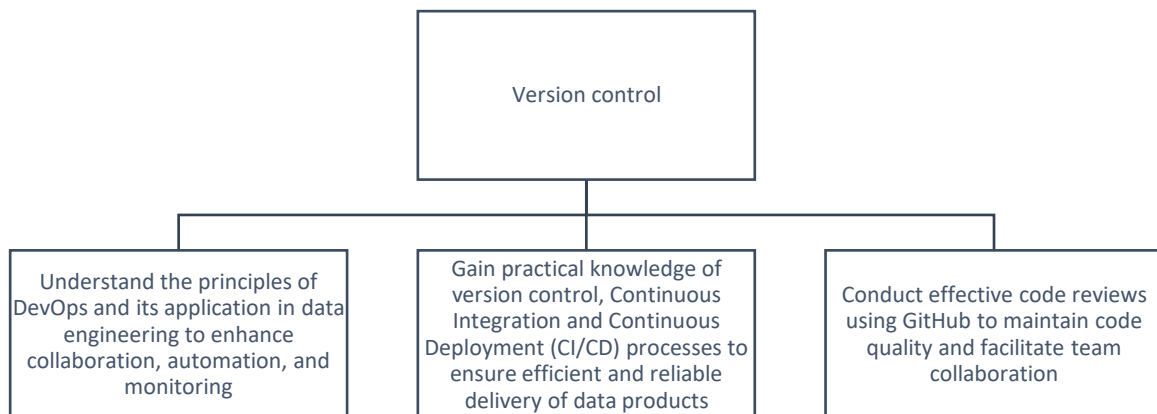 Version control
Understand the principles of
DevOps and its application in data
engineering to enhance
collaboration, automation, and
monitoring
Gain practical knowledge of
version control, Continuous
Integration and Continuous
Deployment (CI/CD) processes to
ensure efficient and reliable
delivery of data products
Conduct effective code reviews
using GitHub to maintain code
quality and facilitate team
collaboration